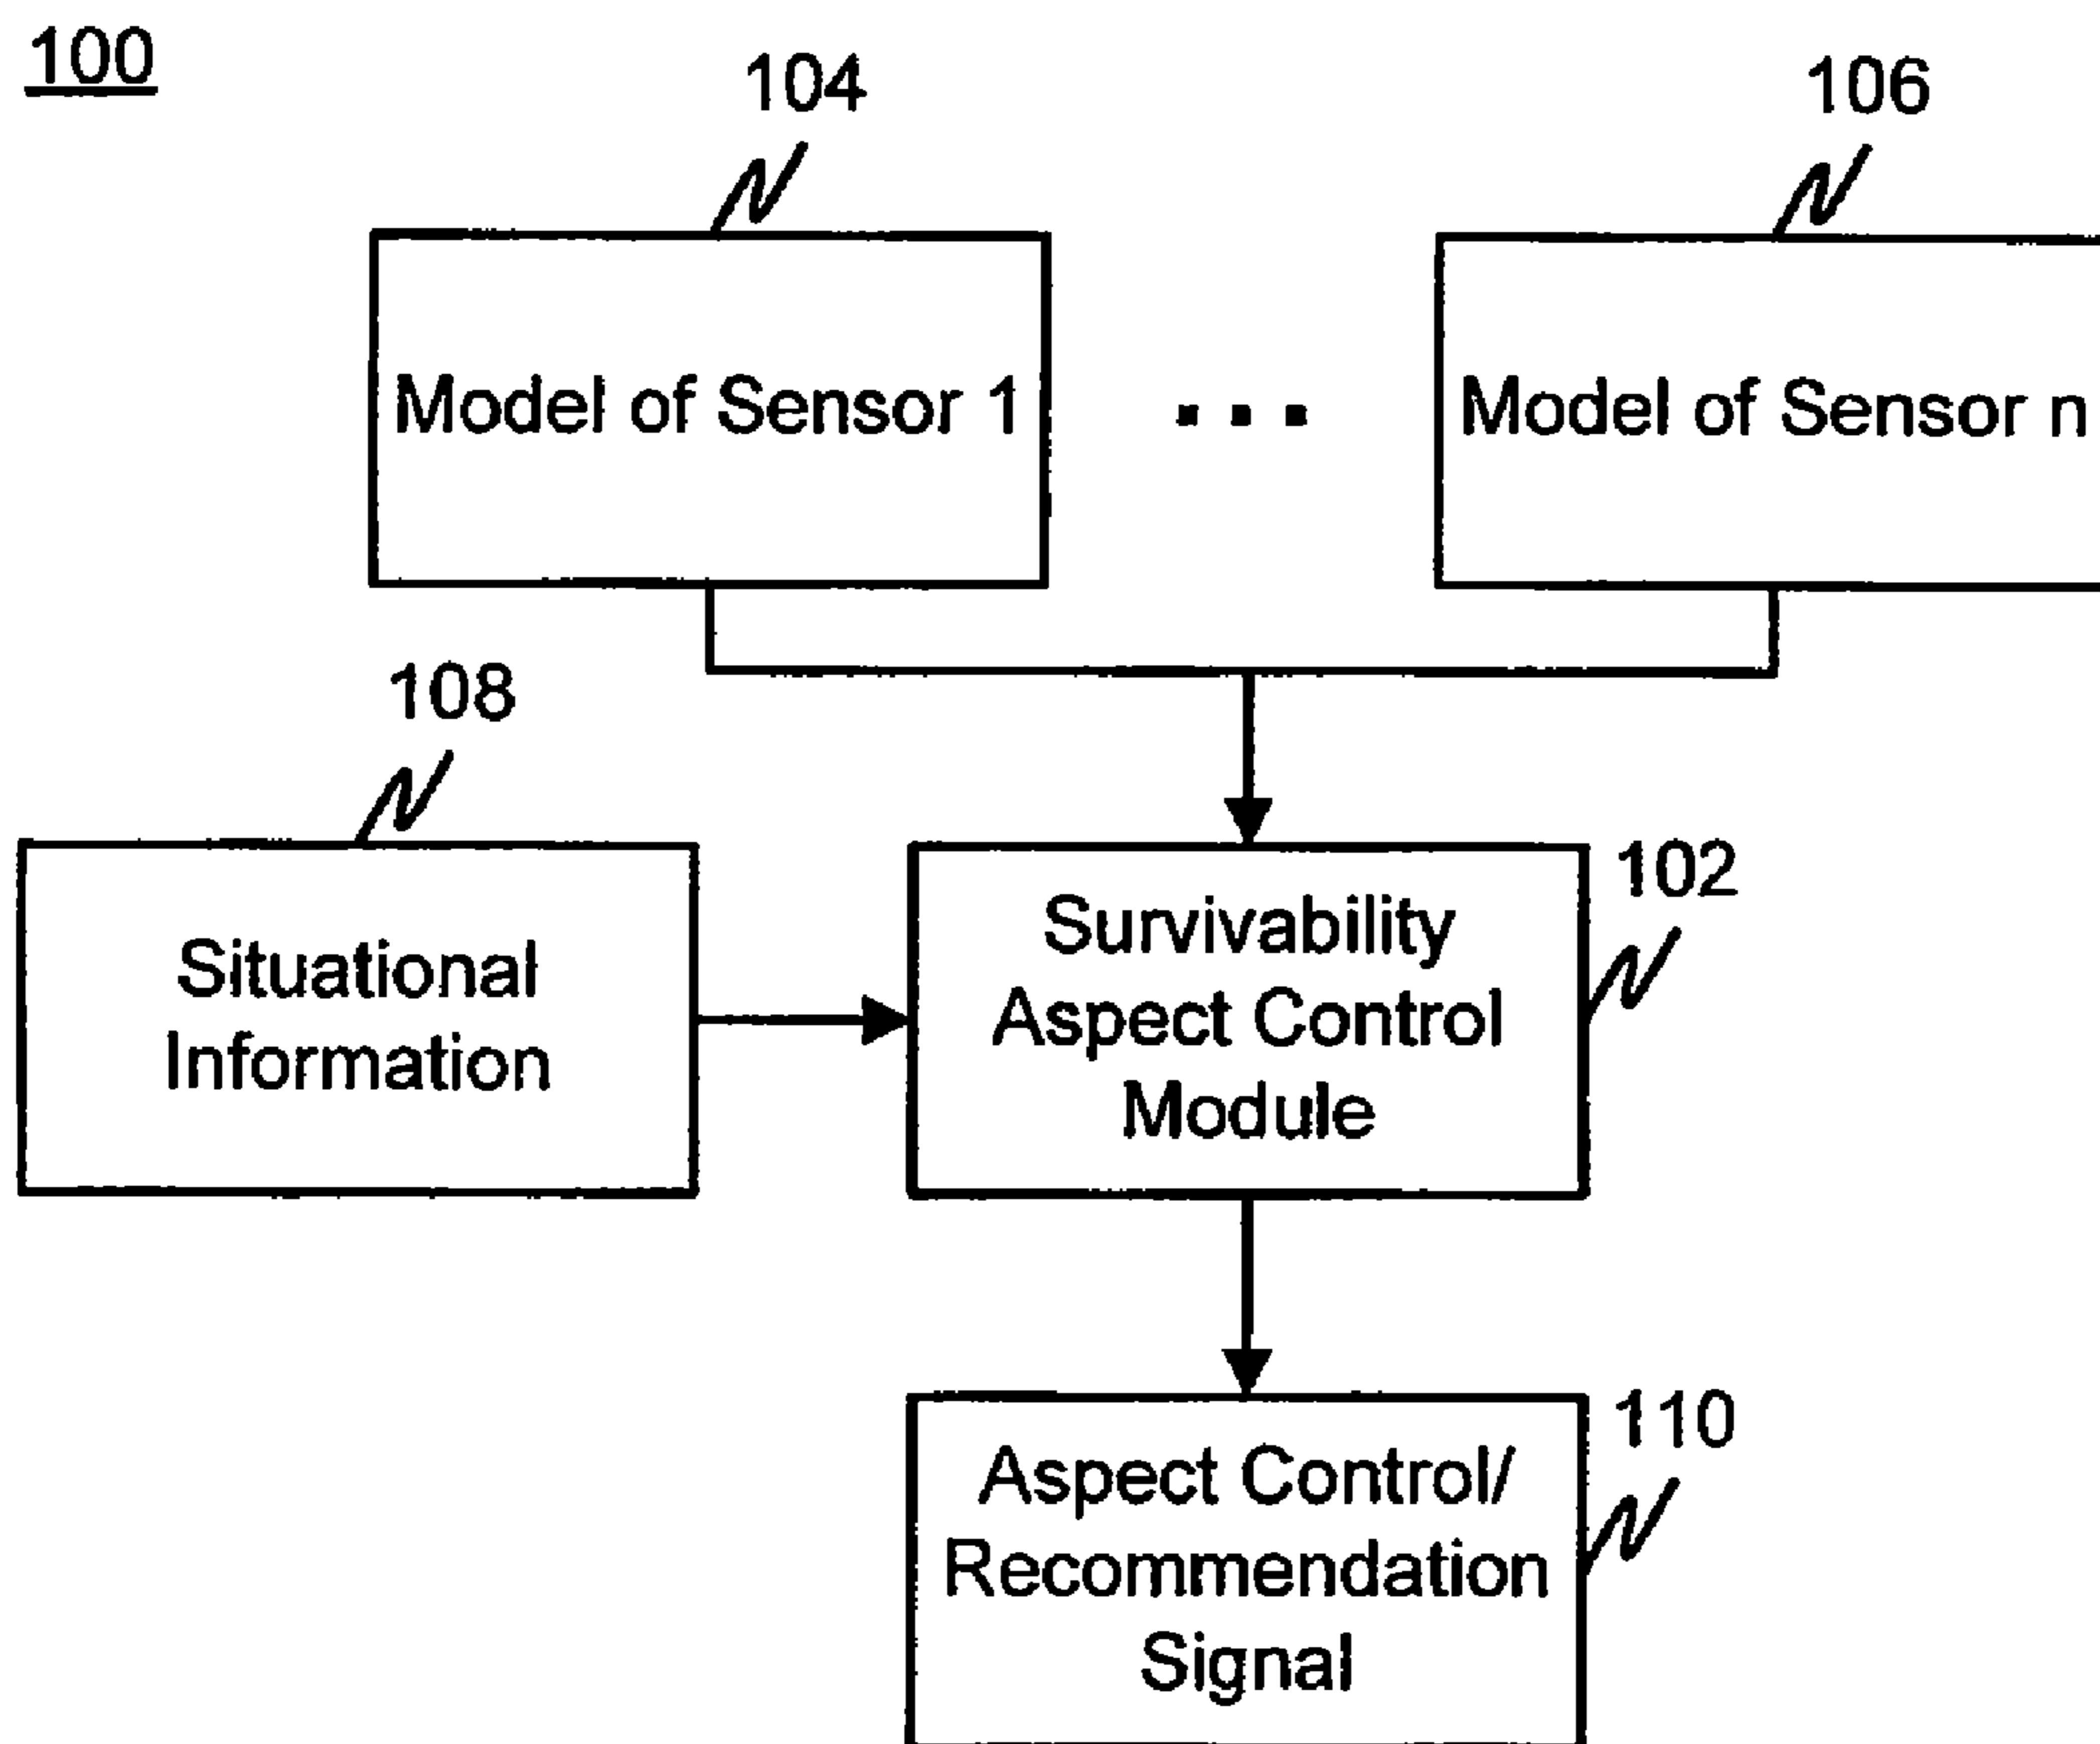 100
104
106
Model of Sensor 1
...
Model of Sensor n
108
102
Situational
Information
Survivability
Aspect Control
Module
110
Aspect Control/
Recommendation
Signal